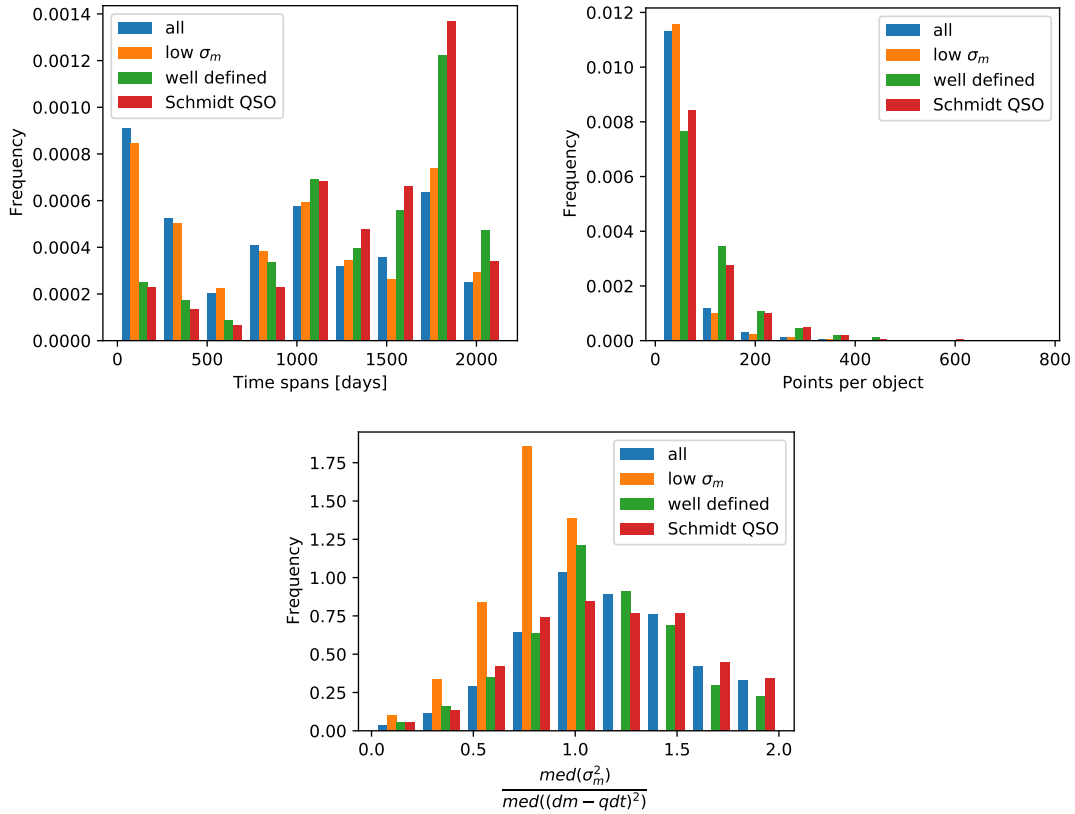 0.0014
0.0012
0.0010
0.0008
0.0006
0.0004
0.0002
0.0000
Frequency
all
low σ_m
well defined
Schmidt QSO
0 500 1000 1500 2000
Time spans [days]
0.012
0.010
0.008
0.006
0.004
0.002
0.000
Frequency
all
low σ_m
well defined
Schmidt QSO
0 200 400 600 800
Points per object
1.75
1.50
1.25
1.00
0.75
0.50
0.25
0.00
Frequency
all
low σ_m
well defined
Schmidt QSO
0.0 0.5 1.0 1.5 2.0
med(σ_m^2)
med((dm − qdt)^2)